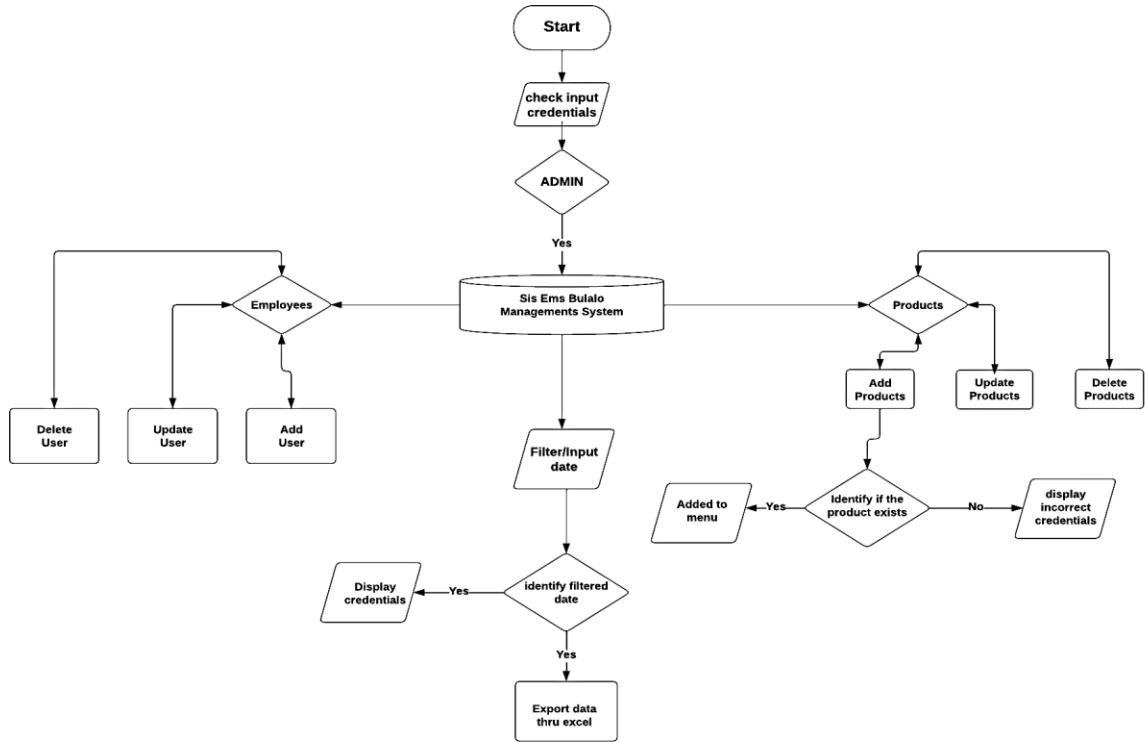 Start
check input
credentials
ADMIN
Yes
Sis Ems Bulalo
Managements System
Employees
Products
Delete
User
Update
User
Add
User
Add
Products
Update
Products
Delete
Products
Filter/Input
date
Identify if the
product exists
Yes
No
Added to
menu
display
incorrect
credentials
identify filtered
date
Yes
Display
credentials
Yes
Export data
thru excel